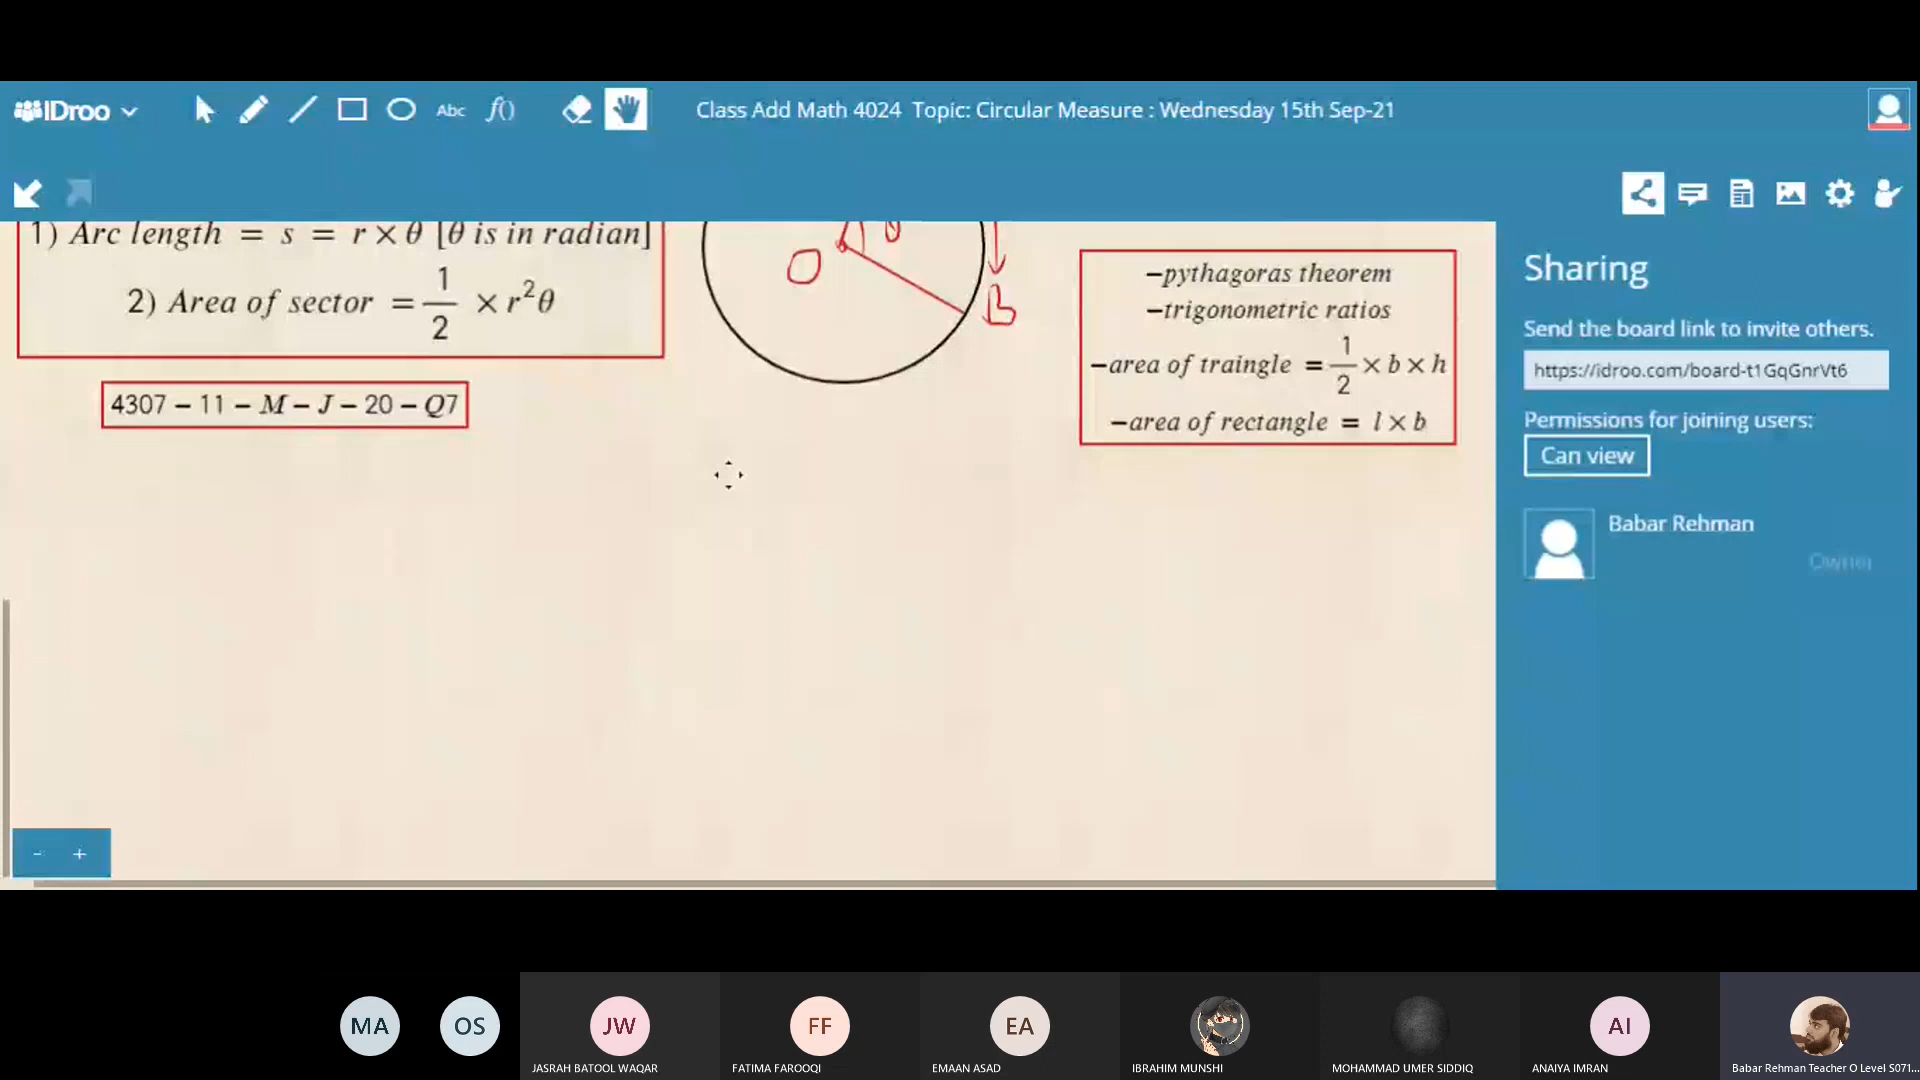 IDroo
Abc
f()
Class Add Math 4024 Topic: Circular Measure : Wednesday 15th Sep-21
1) Arc length = s = r × θ [θ is in radian]
2) Area of sector = 1/2 × r²θ
4307 – 11 – M – J – 20 – Q7
O
θ
B
–pythagoras theorem
–trigonometric ratios
–area of traingle = 1/2 × b × h
–area of rectangle = l × b
Sharing
Send the board link to invite others.
https://idroo.com/board-t1GqGnrVt6
Permissions for joining users:
Can view
Babar Rehman
Owner
- +
MA
OS
JW
FF
EA
AI
JASRAH BATOOL WAQAR
FATIMA FAROOQI
EMAAN ASAD
IBRAHIM MUNSHI
MOHAMMAD UMER SIDDIQ
ANAIYA IMRAN
Babar Rehman Teacher O Level S071...